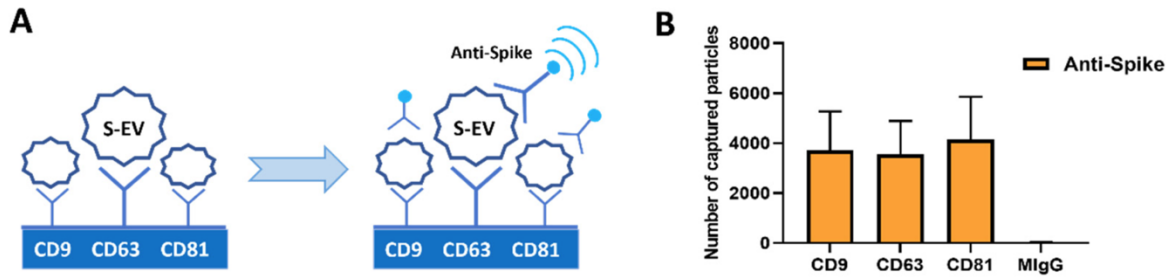 A
S-EV
CD9 CD63 CD81
Anti-Spike
S-EV
CD9 CD63 CD81
B
Number of captured particles
8000
6000
4000
2000
0
CD9 CD63 CD81 MIgG
Anti-Spike